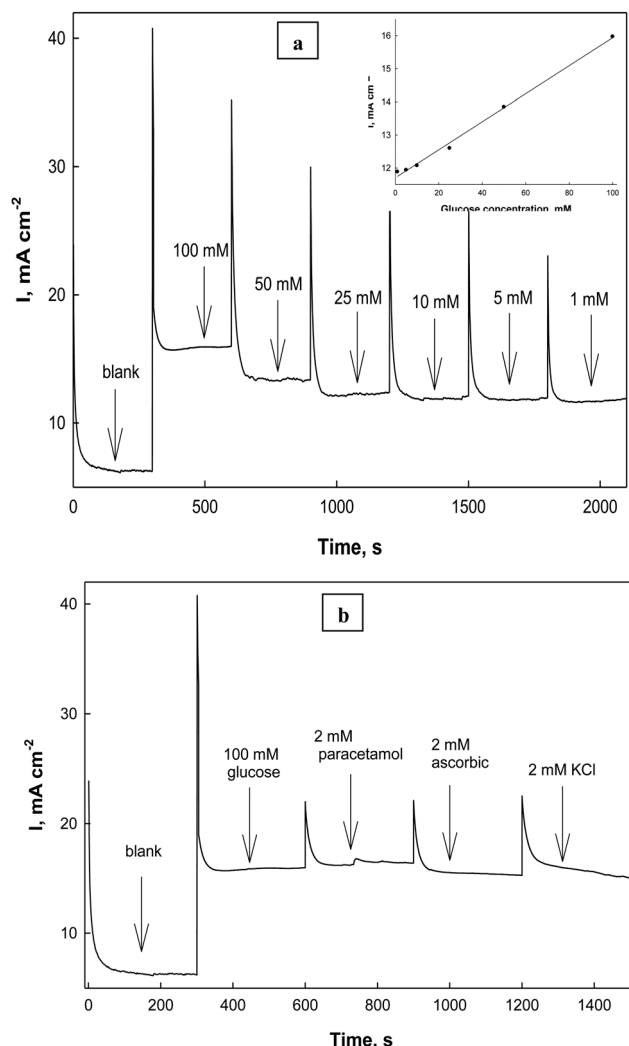 a
I, mA cm-2
40
30
20
10
0
500
1000
1500
2000
Time, s
blank
100 mM
50 mM
25 mM
10 mM
5 mM
1 mM
I, mA cm
16
15
14
13
12
0
20
40
60
80
100
Glucose concentration, mM
b
I, mA cm-2
40
30
20
10
0
200
400
600
800
1000
1200
1400
Time, s
blank
100 mM
glucose
2 mM
paracetamol
2 mM
ascorbic
2 mM KCl